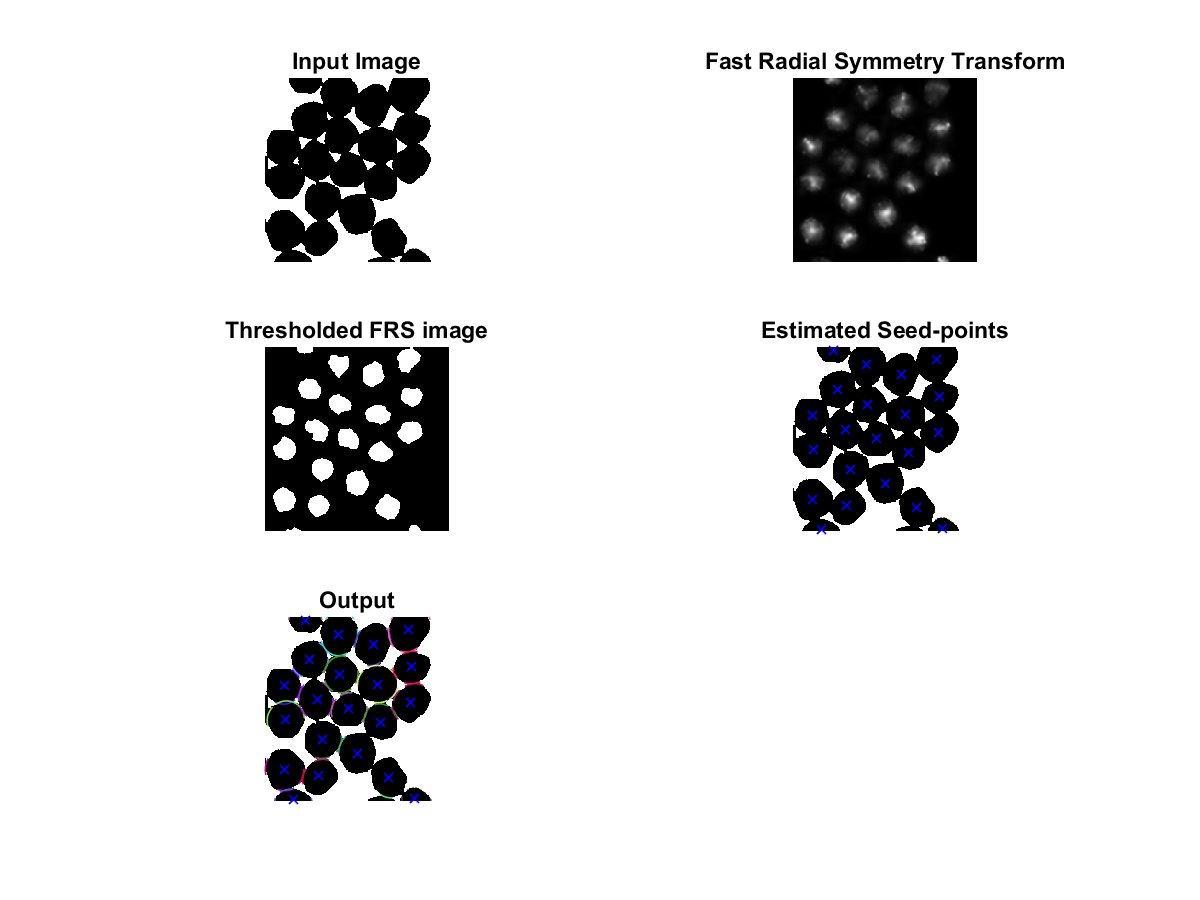 Input Image
Fast Radial Symmetry Transform
Thresholded FRS image
Estimated Seed-points
Output